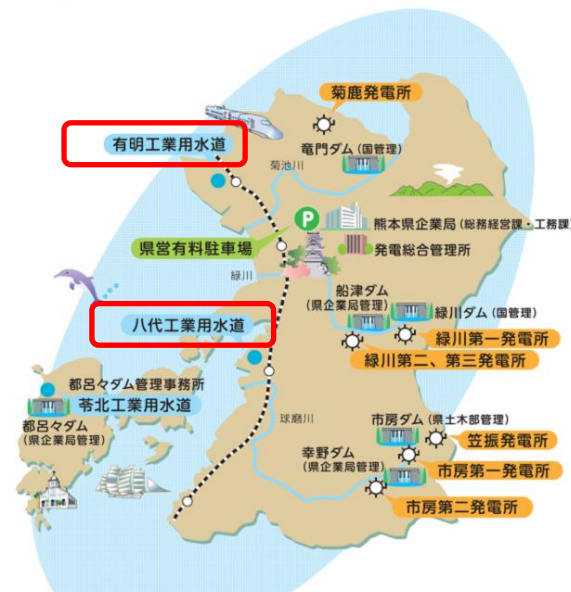 菊鹿発電所
有明工業用水道
竜門ダム(国管理)
菊池川
P
熊本県企業局(総務経営課・工務課)
県営有料駐車場
発電総合管理所
緑川
船津ダム
(県企業局管理)
緑川ダム(国管理)
八代工業用水道
緑川第一発電所
緑川第二、第三発電所
都呂々ダム管理事務所
苓北工業用水道
都呂々ダム
(県企業局管理)
球磨川
市房ダム(県土木部管理)
笠振発電所
幸野ダム
(県企業局管理)
市房第一発電所
市房第二発電所